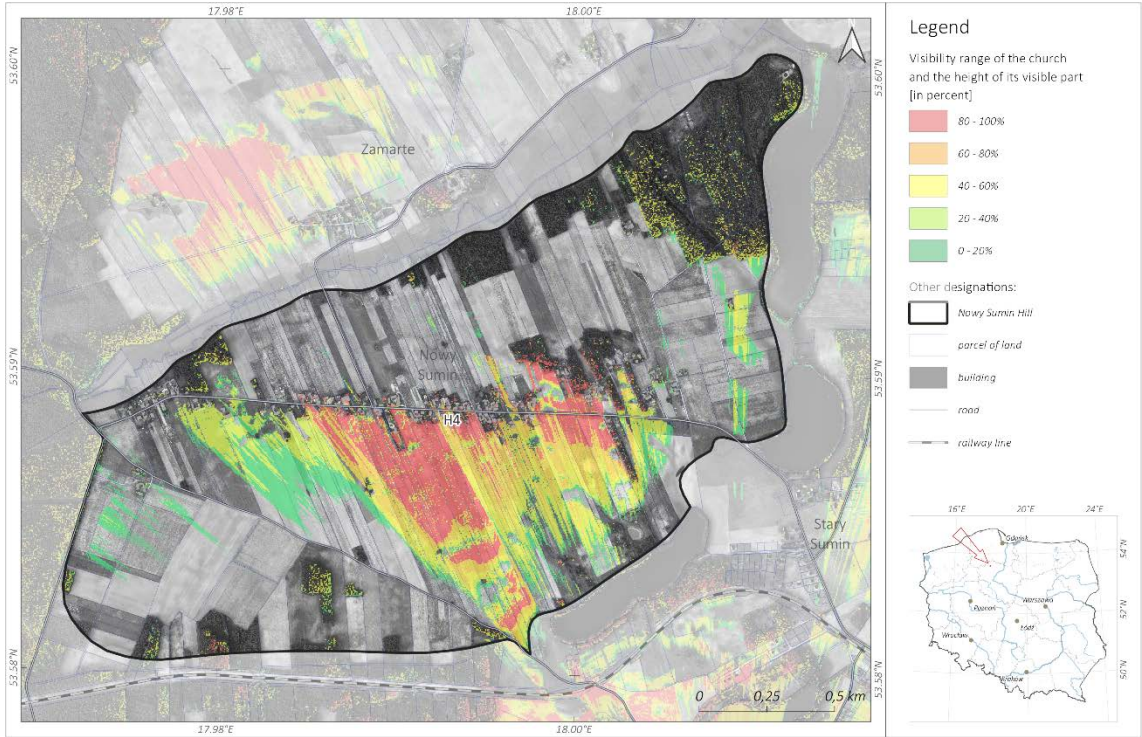 17.98°E
18.00°E
53.60°N
53.60°N
Zamarte
53.59°N
53.59°N
Nowy
Sumin
H4
Stary
Sumin
53.58°N
53.58°N
0
0,25
0,5 km
17.98°E
18.00°E
Legend
Visibility range of the church
and the height of its visible part
[in percent]
80 - 100%
60 - 80%
40 - 60%
20 - 40%
0 - 20%
Other designations:
Nowy Sumin Hill
parcel of land
building
road
railway line
16°E
20°E
24°E
54°N
52°N
50°N
Gdańsk
Poznań
Warszawa
Łódź
Wrocław
Kraków